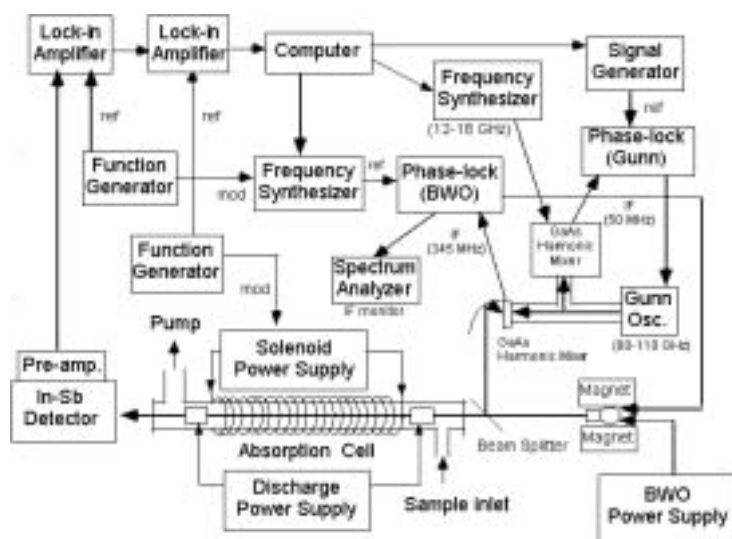 Lock-in
Amplifier
Lock-in
Amplifier
Computer
Signal
Generator
Frequency
Synthesizer
(12-18 GHz)
ref
ref
ref
Phase-lock
(Gunn)
Function
Generator
mod
Frequency
Synthesizer
ref
Phase-lock
(BWO)
IF
(50 MHz)
GaAs
Harmonic
Mixer
IF
(345 MHz)
Function
Generator
mod
Spectrum
Analyzer
IF monitor
Gunn
Osc.
(80-110 GHz)
GaAs
Harmonic Mixer
Pump
Solenoid
Power Supply
Pre-amp.
In-Sb
Detector
Magnet
Magnet
Beam Splitter
Absorption Cell
Discharge
Power Supply
Sample inlet
BWO
Power Supply